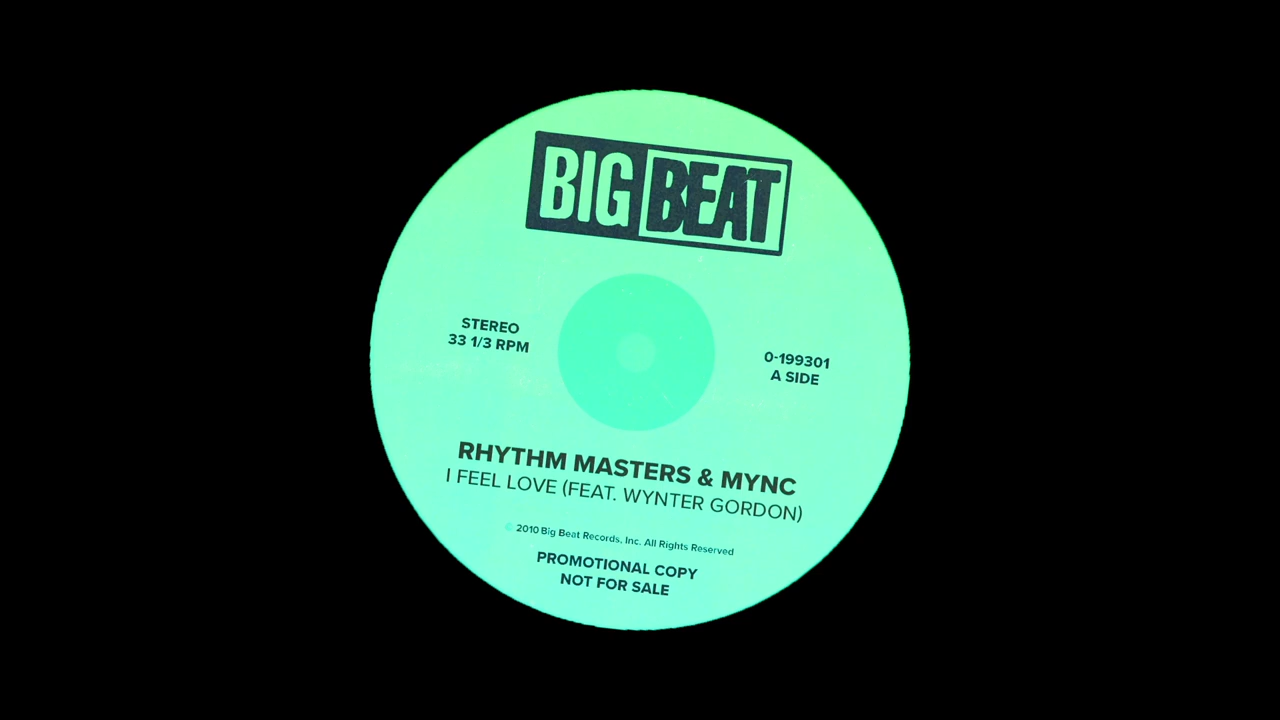 BIG BEAT
STEREO
33 1/3 RPM
0-199301
A SIDE
RHYTHM MASTERS & MYNC
I FEEL LOVE (FEAT. WYNTER GORDON)
© 2010 Big Beat Records, Inc. All Rights Reserved
PROMOTIONAL COPY
NOT FOR SALE